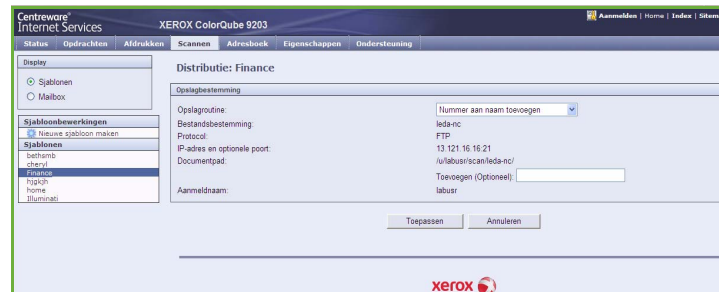 Centreware®
Internet Services
XEROX ColorQube 9203
Aanmelden | Home | Index | Sitem
Status Opdrachten Afdrukken Scannen Adresboek Eigenschappen Ondersteuning
Display
Sjablonen
Mailbox
Sjabloonbewerkingen
Nieuwe sjabloon maken
Sjablonen
bethamb
cheryl
Finance
hjgkjh
home
Illuminati
Distributie: Finance
Opslagbestemming
Opslagroutine: Nummer aan naam toevoegen
Bestandsbestemming: leda-nc
Protocol: FTP
IP-adres en optionele poort: 13.121.16.16:21
Documentpad: /u/labusr/scan/leda-nc/
Toevoegen (Optioneel):
Aanmeldnaam: labusr
Toepassen Annuleren
xerox